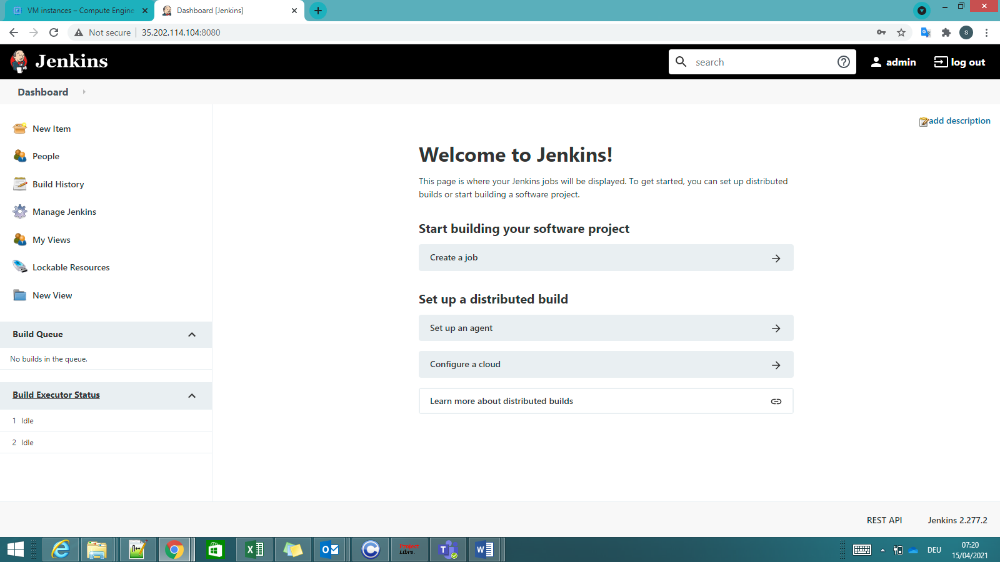 VM instances – Compute Engine
Dashboard [Jenkins]
Not secure
35.202.114.104:8080
S
Jenkins
search
admin
log out
Dashboard
New Item
People
Build History
Manage Jenkins
My Views
Lockable Resources
New View
Build Queue
No builds in the queue.
Build Executor Status
1 Idle
2 Idle
add description
Welcome to Jenkins!
This page is where your Jenkins jobs will be displayed. To get started, you can set up distributed
builds or start building a software project.
Start building your software project
Create a job
Set up a distributed build
Set up an agent
Configure a cloud
Learn more about distributed builds
REST API
Jenkins 2.277.2
Project
Libre
DEU
07:20
15/04/2021